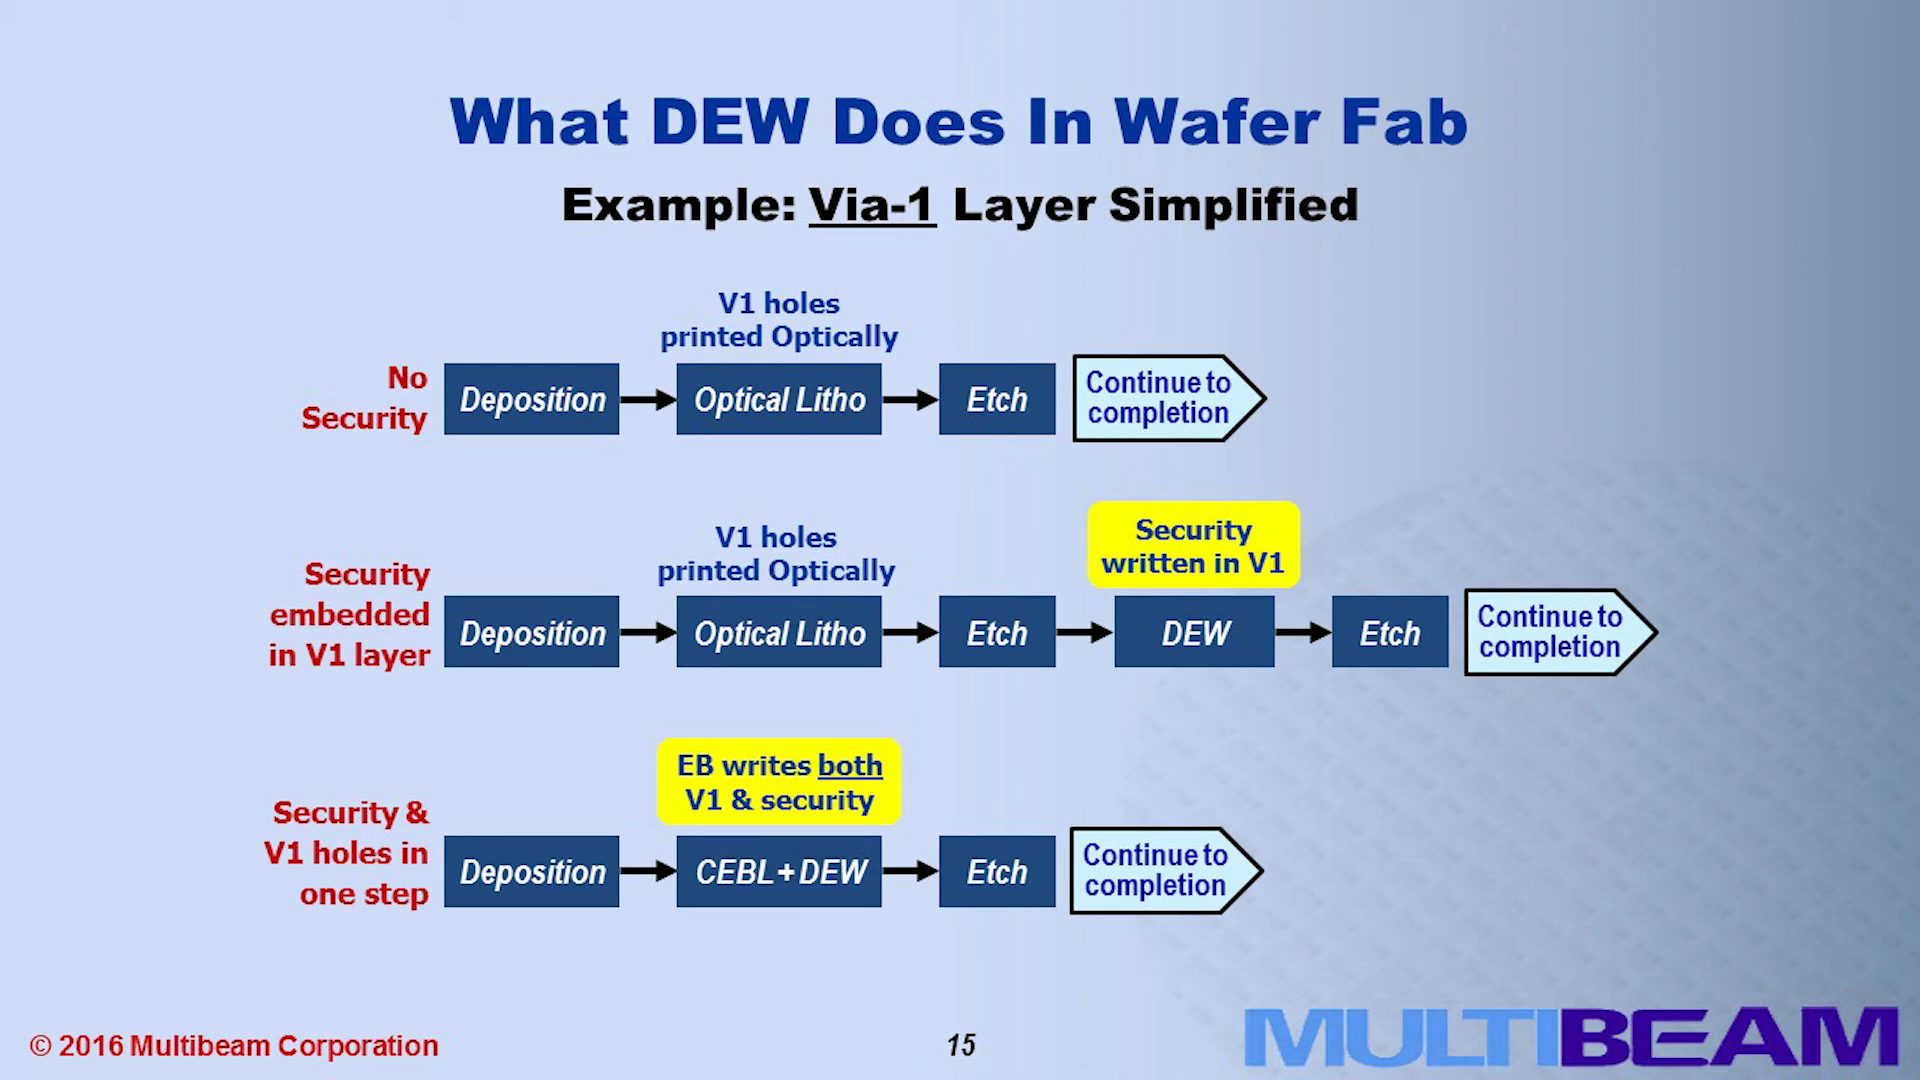 What DEW Does In Wafer Fab
Example: Via-1 Layer Simplified
V1 holes
printed Optically
No
Security
Deposition
Optical Litho
Etch
Continue to
completion
V1 holes
printed Optically
Security
written in V1
Security
embedded
in V1 layer
Deposition
Optical Litho
Etch
DEW
Etch
Continue to
completion
EB writes both
V1 & security
Security &
V1 holes in
one step
Deposition
CEBL+DEW
Etch
Continue to
completion
© 2016 Multibeam Corporation
15
MULTIBEAM